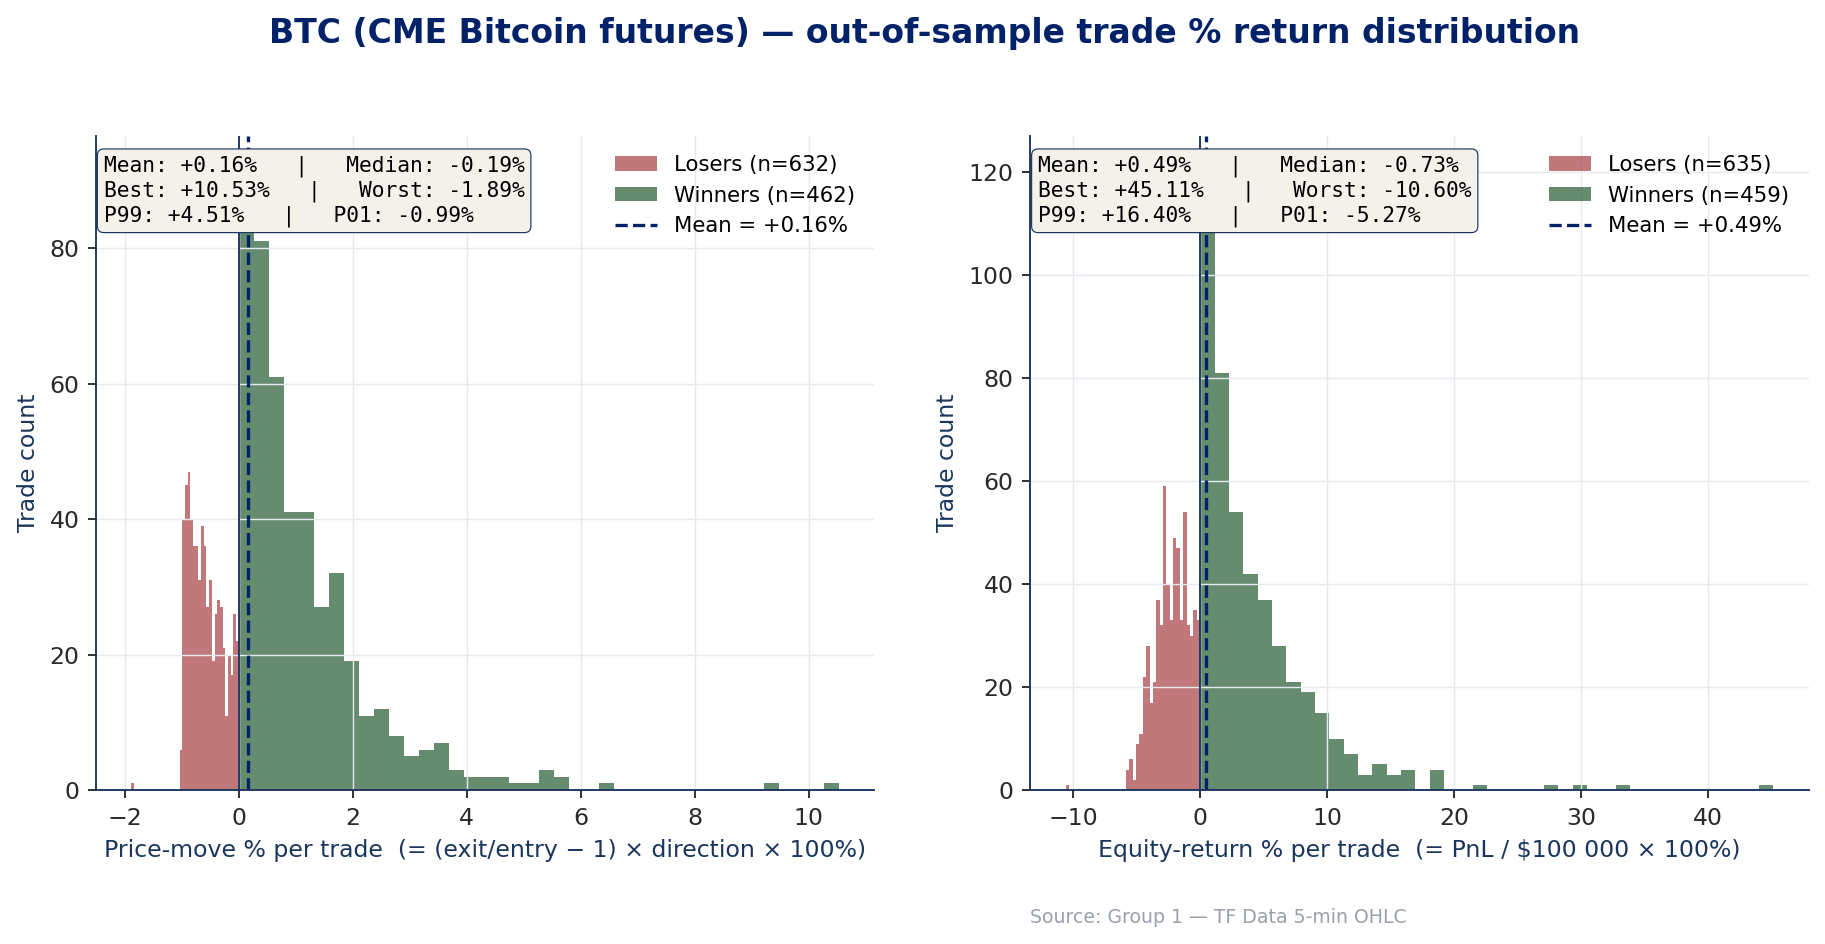 BTC (CME Bitcoin futures) — out-of-sample trade % return distribution
Mean: +0.16%   |   Median: -0.19%
Best: +10.53%   |   Worst: -1.89%
P99: +4.51%   |   P01: -0.99%
Losers (n=632)
Winners (n=462)
Mean = +0.16%
Trade count
80
60
40
20
0
−2 0 2 4 6 8 10
Price-move % per trade  (= (exit/entry − 1) × direction × 100%)
Mean: +0.49%   |   Median: -0.73%
Best: +45.11%   |   Worst: -10.60%
P99: +16.40%   |   P01: -5.27%
Losers (n=635)
Winners (n=459)
Mean = +0.49%
Trade count
120
100
80
60
40
20
0
−10 0 10 20 30 40
Equity-return % per trade  (= PnL / $100 000 × 100%)
Source: Group 1 — TF Data 5-min OHLC